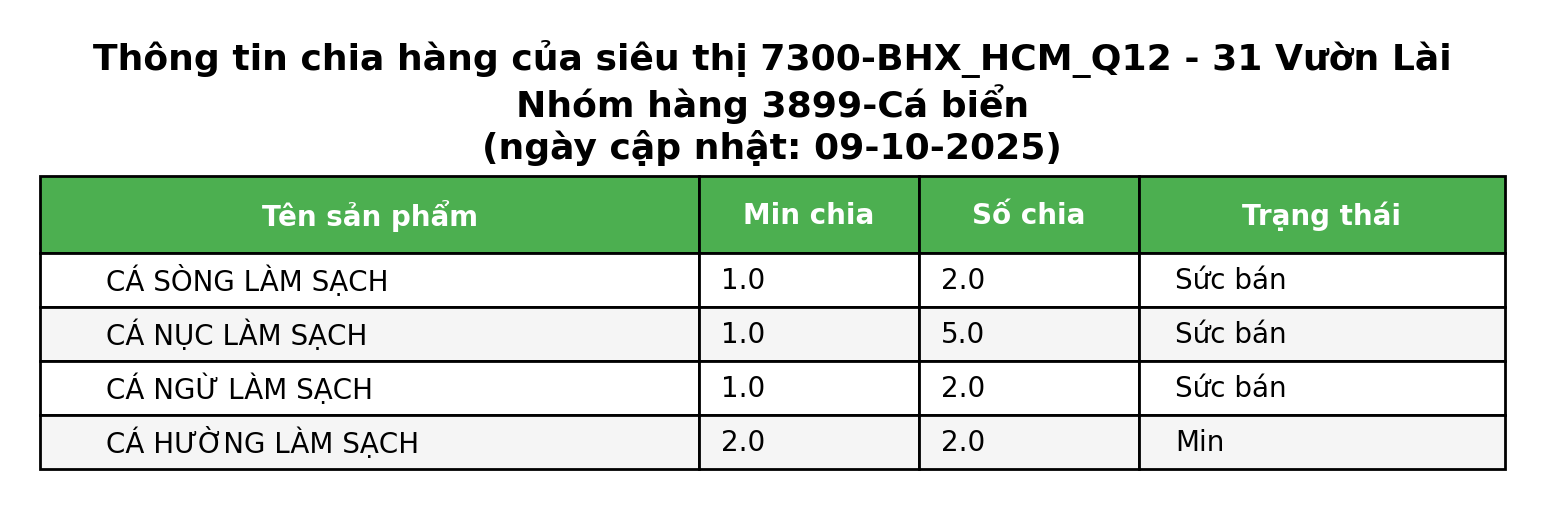 Thông tin chia hàng của siêu thị 7300-BHX_HCM_Q12 - 31 Vườn Lài
Nhóm hàng 3899-Cá biển
(ngày cập nhật: 09-10-2025)
Tên sản phẩm Min chia Số chia Trạng thái
CÁ SÒNG LÀM SẠCH 1.0 2.0 Sức bán
CÁ NỤC LÀM SẠCH 1.0 5.0 Sức bán
CÁ NGỪ LÀM SẠCH 1.0 2.0 Sức bán
CÁ HƯỜNG LÀM SẠCH 2.0 2.0 Min